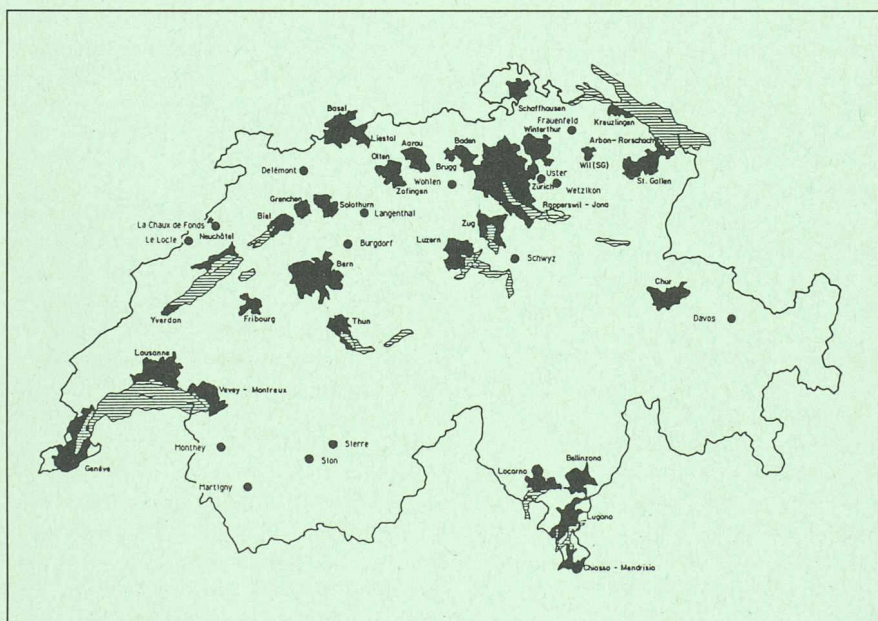 Schaffhausen
Basel
Frauenfeld
Kreuzlingen
Winterthur
Liestal
Aarau
Baden
Arbon-Rorschach
Olten
Brugg
Wil (SG)
Delémont
Uster
St. Gallen
Wohlen
Zürich
Wetzikon
Zofingen
Rapperswil - Jona
Grenchen
Solothurn
Langenthal
Biel
Zug
La Chaux de Fonds
Neuchâtel
Le Locle
Burgdorf
Luzern
Schwyz
Bern
Chur
Davos
Yverdon
Fribourg
Thun
Lausanne
Vevey - Montreux
Monthey
Sierre
Sion
Genève
Martigny
Locarno
Bellinzona
Lugano
Chiasso - Mendrisio